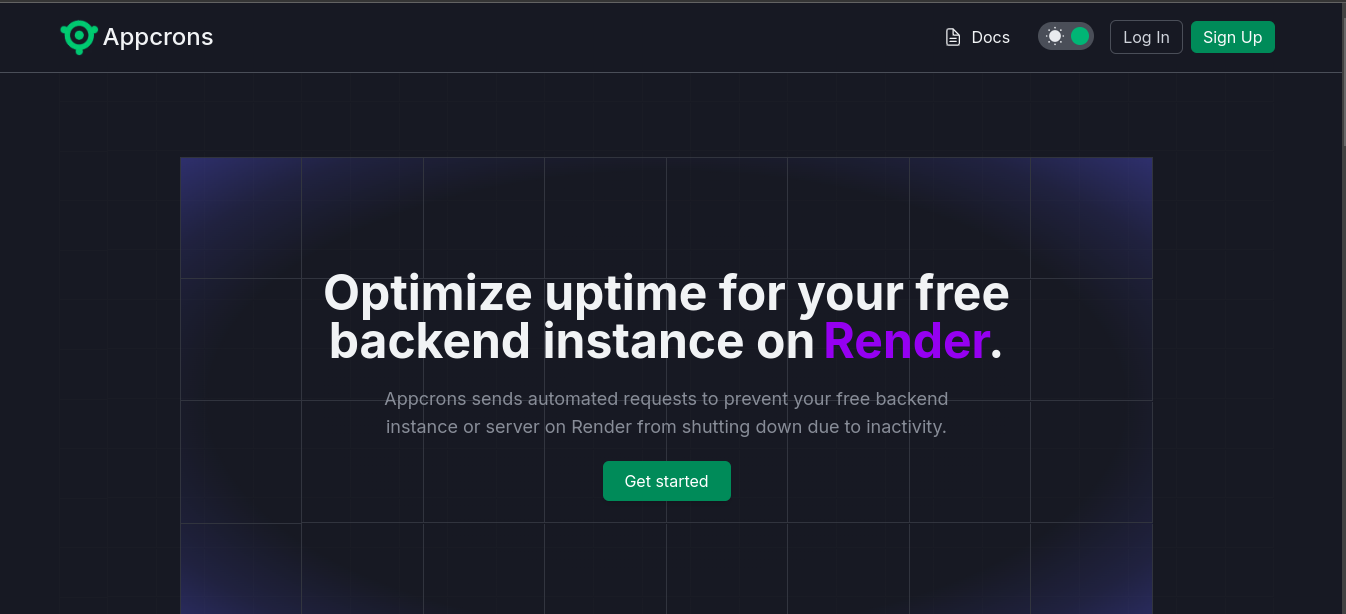 Appcrons
Docs
Log In
Sign Up
Optimize uptime for your free
backend instance on Render.
Appcrons sends automated requests to prevent your free backend
instance or server on Render from shutting down due to inactivity.
Get started